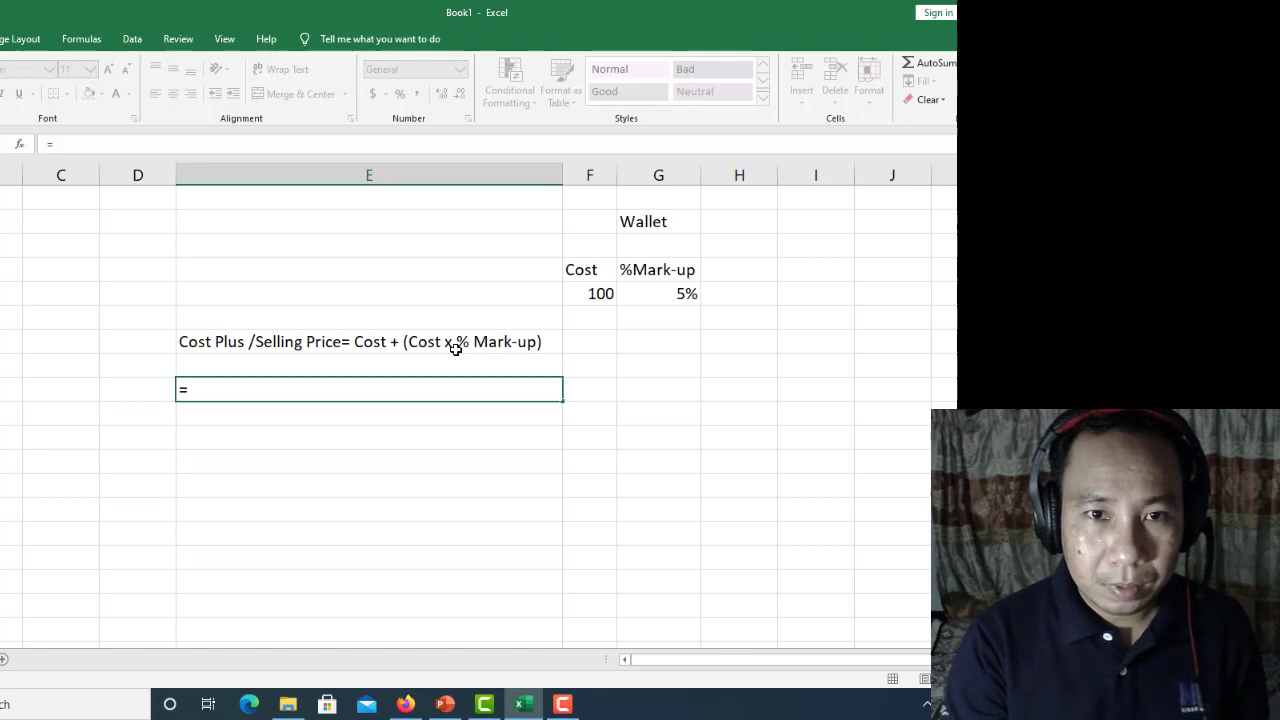 Book1 - Excel
Sign in
ge Layout
Formulas
Data
Review
View
Help
Tell me what you want to do
11
A
A
Wrap Text
General
Normal
Bad
AutoSum
U
A
Merge & Center
$ % ,
Conditional Formatting
Format as Table
Good
Neutral
Insert
Delete
Format
Fill
Clear
Font
Alignment
Number
Styles
Cells
fx
=
C
D
E
F
G
H
I
J
Wallet
Cost
%Mark-up
100
5%
Cost Plus /Selling Price= Cost + (Cost x % Mark-up)
=